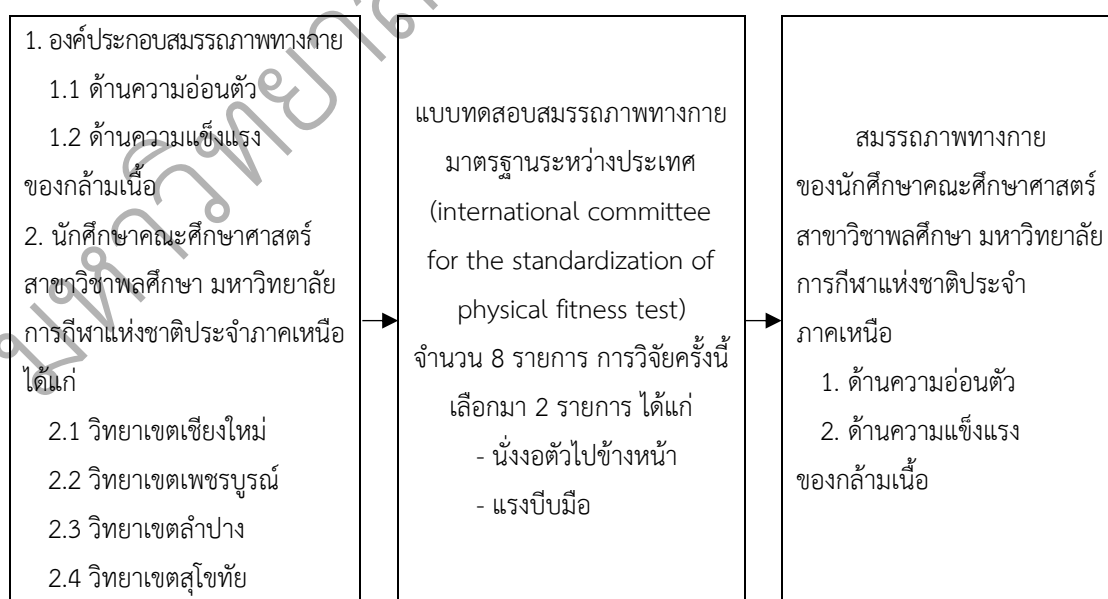 1. องค์ประกอบสมรรถภาพทางกาย
1.1 ด้านความอ่อนตัว
1.2 ด้านความแข็งแรง
ของกล้ามเนื้อ
2. นักศึกษาคณะศึกษาศาสตร์
สาขาวิชาพลศึกษา มหาวิทยาลัย
การกีฬาแห่งชาติประจำภาคเหนือ
ได้แก่
2.1 วิทยาเขตเชียงใหม่
2.2 วิทยาเขตเพชรบูรณ์
2.3 วิทยาเขตลำปาง
2.4 วิทยาเขตสุโขทัย
แบบทดสอบสมรรถภาพทางกาย
มาตรฐานระหว่างประเทศ
(international committee
for the standardization of
physical fitness test)
จำนวน 8 รายการ การวิจัยครั้งนี้
เลือกมา 2 รายการ ได้แก่
- นั่งงอตัวไปข้างหน้า
- แรงบีบมือ
สมรรถภาพทางกาย
ของนักศึกษาคณะศึกษาศาสตร์
สาขาวิชาพลศึกษา มหาวิทยาลัย
การกีฬาแห่งชาติประจำ
ภาคเหนือ
1. ด้านความอ่อนตัว
2. ด้านความแข็งแรง
ของกล้ามเนื้อ